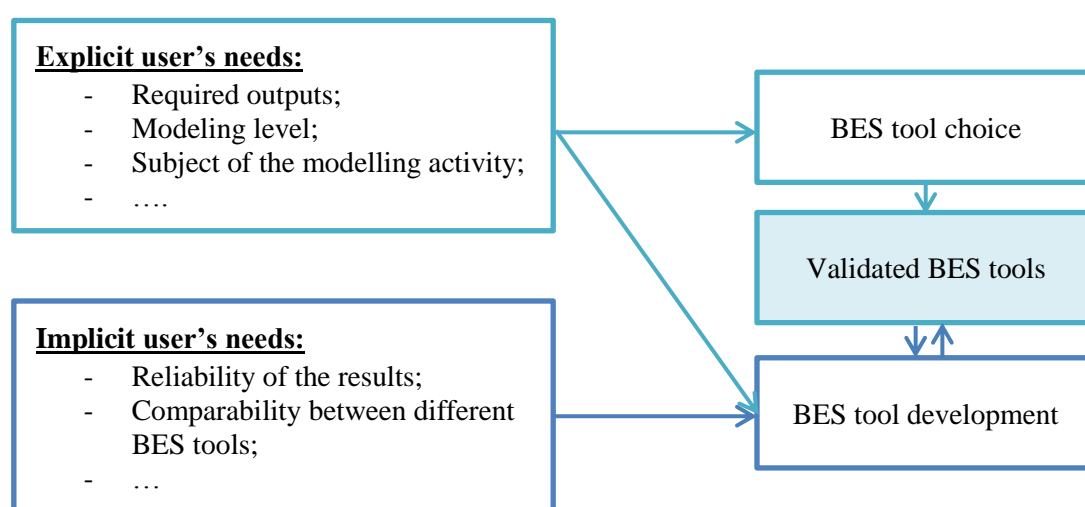 Explicit user's needs:
- Required outputs;
- Modeling level;
- Subject of the modelling activity;
- ….
BES tool choice
Validated BES tools
Implicit user's needs:
- Reliability of the results;
- Comparability between different
BES tools;
- …
BES tool development